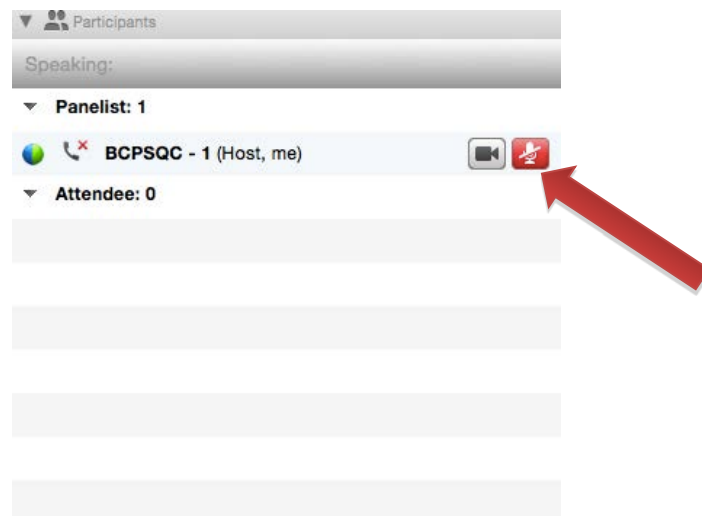 Participants
Speaking:
Panelist: 1
BCPSQC - 1 (Host, me)
Attendee: 0